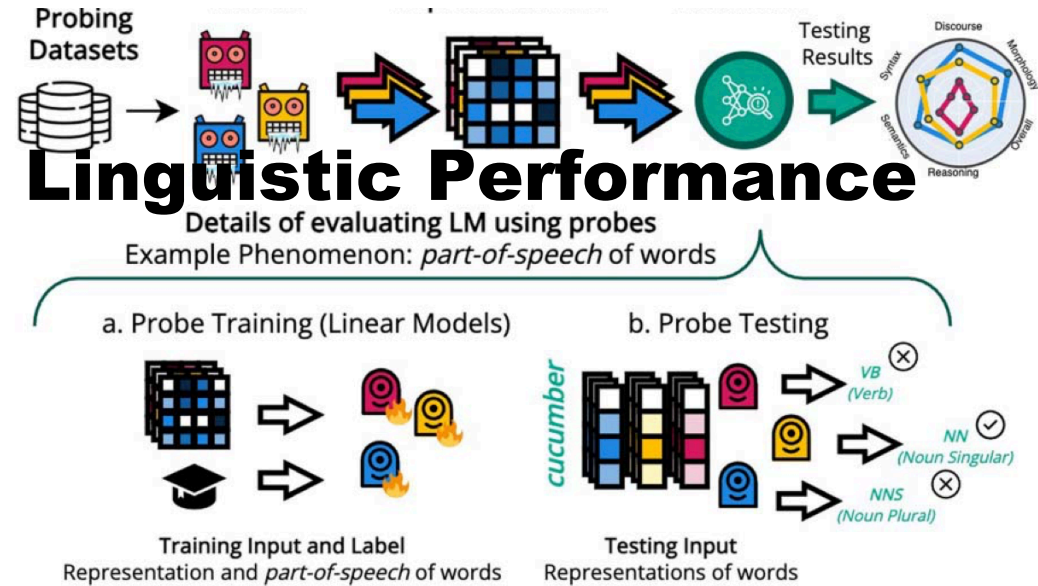 Probing
Datasets
Testing
Results
Discourse
Morphology
Overall
Reasoning
Semantics
Syntax
Linguistic Performance
Details of evaluating LM using probes
Example Phenomenon: part-of-speech of words
a. Probe Training (Linear Models)
b. Probe Testing
cucumber
VB
(Verb)
NN
(Noun Singular)
NNS
(Noun Plural)
Training Input and Label
Representation and part-of-speech of words
Testing Input
Representations of words